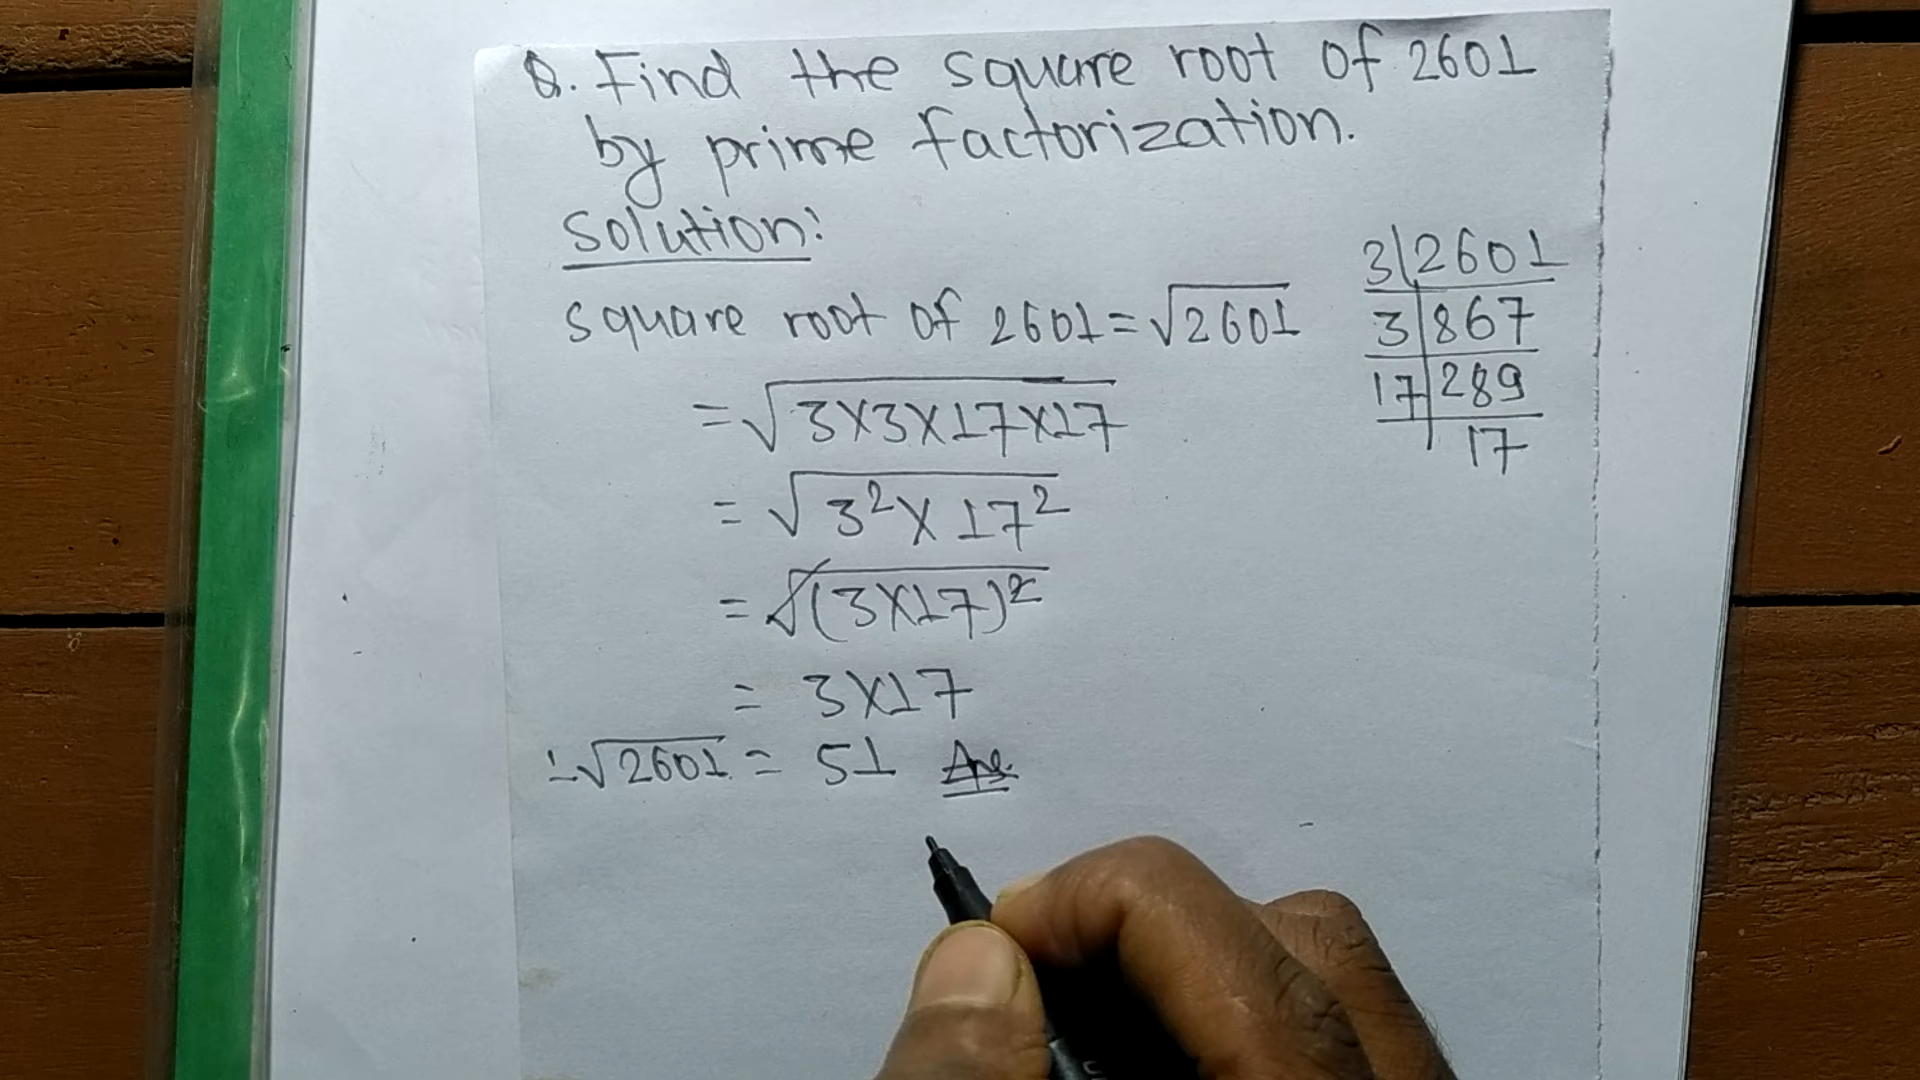 Q. Find the square root of 2601
by prime factorization.
Solution:
square root of 2601 = √2601
= √3×3×17×17
= √3²×17²
= √(3×17)²
= 3×17
∴√2601 = 51 Ans.
3|2601
3|867
17|289
|17